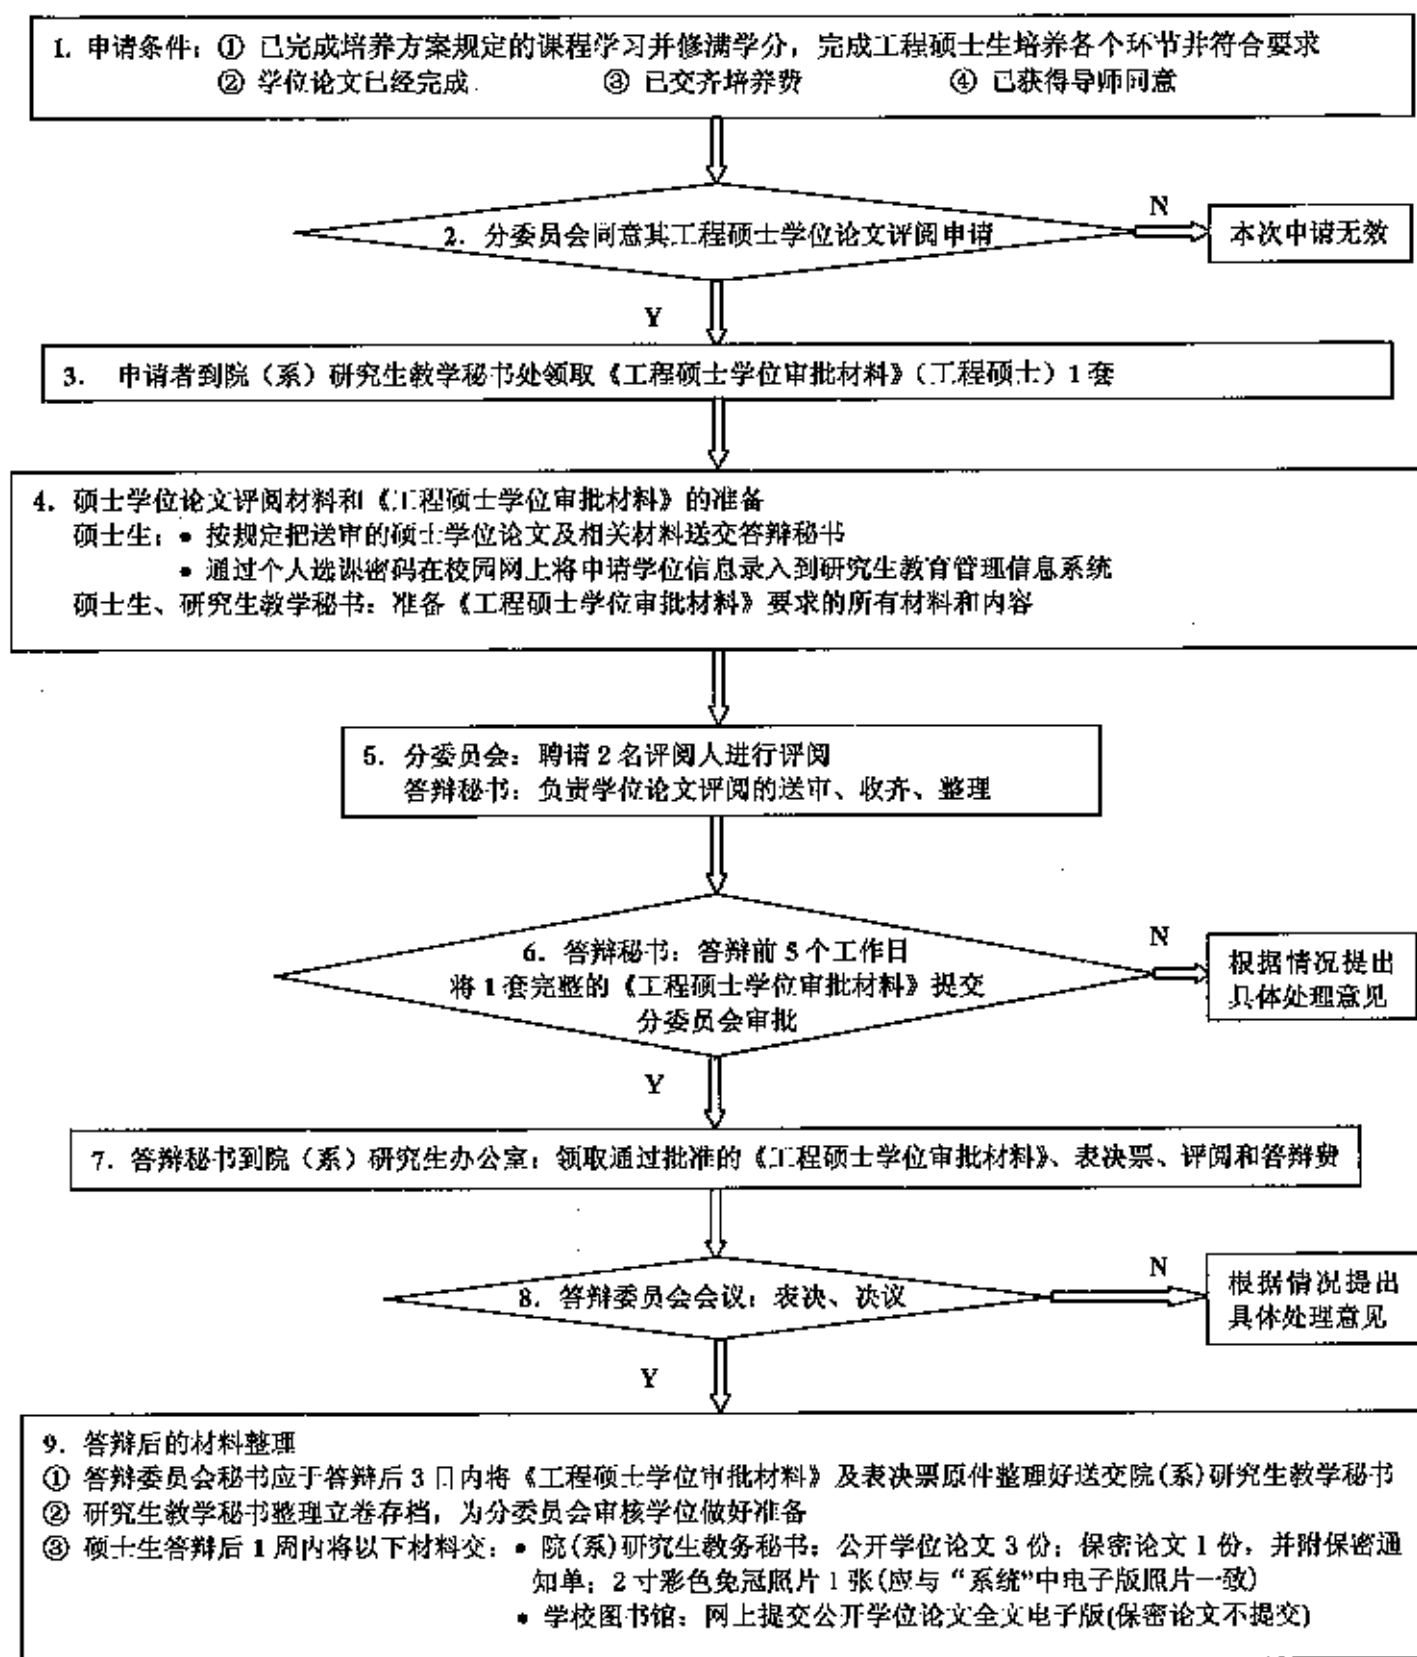 1. 申请条件：① 已完成培养方案规定的课程学习并修满学分，完成工程硕士生培养各个环节并符合要求
② 学位论文已经完成 ③ 已交齐培养费 ④ 已获得导师同意
2．分委员会同意其工程硕士学位论文评阅申请
N
本次申请无效
Y
3． 申请者到院（系）研究生教学秘书处领取《工程硕士学位审批材料》（工程硕士）1 套
4．硕士学位论文评阅材料和《工程硕士学位审批材料》的准备
硕士生：• 按规定把送审的硕士学位论文及相关材料送交答辩秘书
• 通过个人选课密码在校园网上将申请学位信息录入到研究生教育管理信息系统
硕士生、研究生教学秘书：准备《工程硕士学位审批材料》要求的所有材料和内容
5．分委员会：聘请 2 名评阅人进行评阅
答辩秘书：负责学位论文评阅的送审、收齐、整理
6．答辩秘书：答辩前 5 个工作日
将 1 套完整的《工程硕士学位审批材料》提交
分委员会审批
N
根据情况提出
具体处理意见
Y
7．答辩秘书到院（系）研究生办公室：领取通过批准的《工程硕士学位审批材料》、表决票、评阅和答辩费
8．答辩委员会会议：表决、决议
N
根据情况提出
具体处理意见
Y
9．答辩后的材料整理
① 答辩委员会秘书应于答辩后 3 日内将《工程硕士学位审批材料》及表决票原件整理好送交院(系)研究生教学秘书
② 研究生教学秘书整理立卷存档，为分委员会审核学位做好准备
③ 硕士生答辩后 1 周内将以下材料交：• 院(系)研究生教务秘书：公开学位论文 3 份；保密论文 1 份，并附保密通
知单；2 寸彩色免冠照片 1 张(应与“系统”中电子版照片一致)
• 学校图书馆：网上提交公开学位论文全文电子版(保密论文不提交)